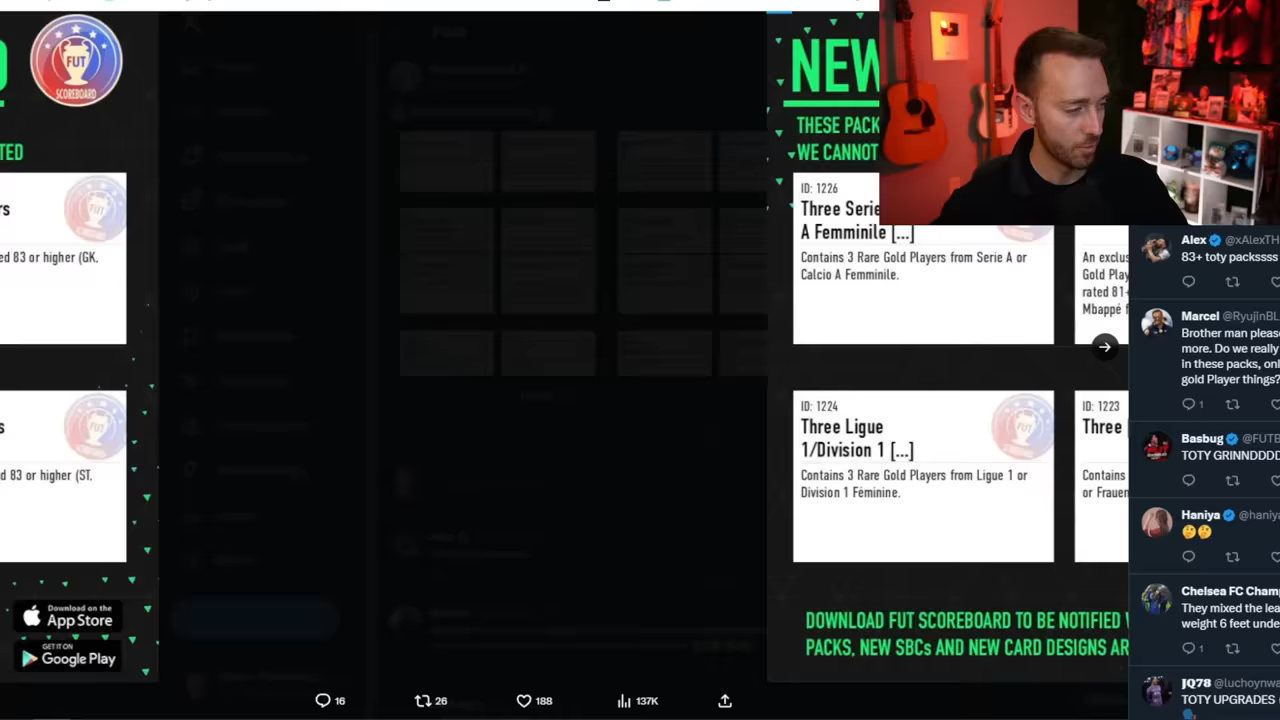 FUT
SCOREBOARD
TED
rs
ed 83 or higher (GK,
s
ed 83 or higher (ST,
Download on the
App Store
GET IT ON
Google Play
NEW
THESE PACK
WE CANNOT
ID: 1226
Three Serie
A Femminile [...]
Contains 3 Rare Gold Players from Serie A or
Calcio A Femminile.
An exclus
Gold Play
rated 81+
Mbappé f
ID: 1224
Three Ligue
1/Division 1 [...]
Contains 3 Rare Gold Players from Ligue 1 or
Division 1 Féminine.
ID: 1223
Three
Contains
or Frauen
DOWNLOAD FUT SCOREBOARD TO BE NOTIFIED
PACKS, NEW SBCs AND NEW CARD DESIGNS AR
16
26
188
137K
Alex @xAlexTH
83+ toty packssss
Marcel @RyujinBL
Brother man please
more. Do we really
in these packs, onl
gold Player things?
1
Basbug @FUTB
TOTY GRINNDDDD
Haniya @haniya
🤔🤔
Chelsea FC Cham
They mixed the lea
weight 6 feet unde
1
JQ78 @luchoynwa
TOTY UPGRADES